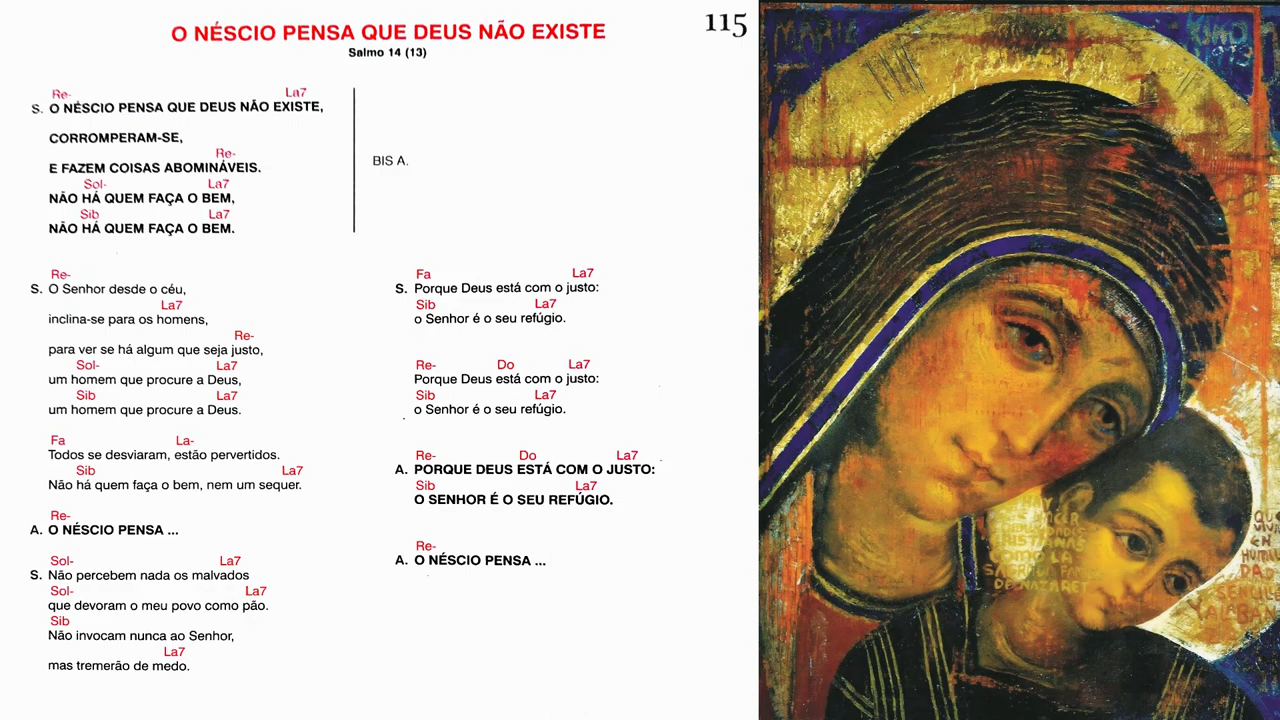 O NÉSCIO PENSA QUE DEUS NÃO EXISTE
115
Salmo 14 (13)
Re- La7
S. O NÉSCIO PENSA QUE DEUS NÃO EXISTE,
CORROMPERAM-SE,
Re-
E FAZEM COISAS ABOMINÁVEIS.
Sol- La7
NÃO HÁ QUEM FAÇA O BEM,
Sib La7
NÃO HÁ QUEM FAÇA O BEM.
BIS A.
Re-
S. O Senhor desde o céu,
La7
inclina-se para os homens,
Re-
para ver se há algum que seja justo,
Sol- La7
um homem que procure a Deus,
Sib La7
um homem que procure a Deus.
Fa La-
Todos se desviaram, estão pervertidos.
Sib La7
Não há quem faça o bem, nem um sequer.
Re-
A. O NÉSCIO PENSA ...
Sol- La7
S. Não percebem nada os malvados
Sol- La7
que devoram o meu povo como pão.
Sib
Não invocam nunca ao Senhor,
La7
mas tremerão de medo.
Fa La7
S. Porque Deus está com o justo:
Sib La7
o Senhor é o seu refúgio.
Re- Do La7
Porque Deus está com o justo:
Sib La7
o Senhor é o seu refúgio.
Re- Do La7
A. PORQUE DEUS ESTÁ COM O JUSTO:
Sib La7
O SENHOR É O SEU REFÚGIO.
Re-
A. O NÉSCIO PENSA ...
COMO LA
DE NAZARET
EN